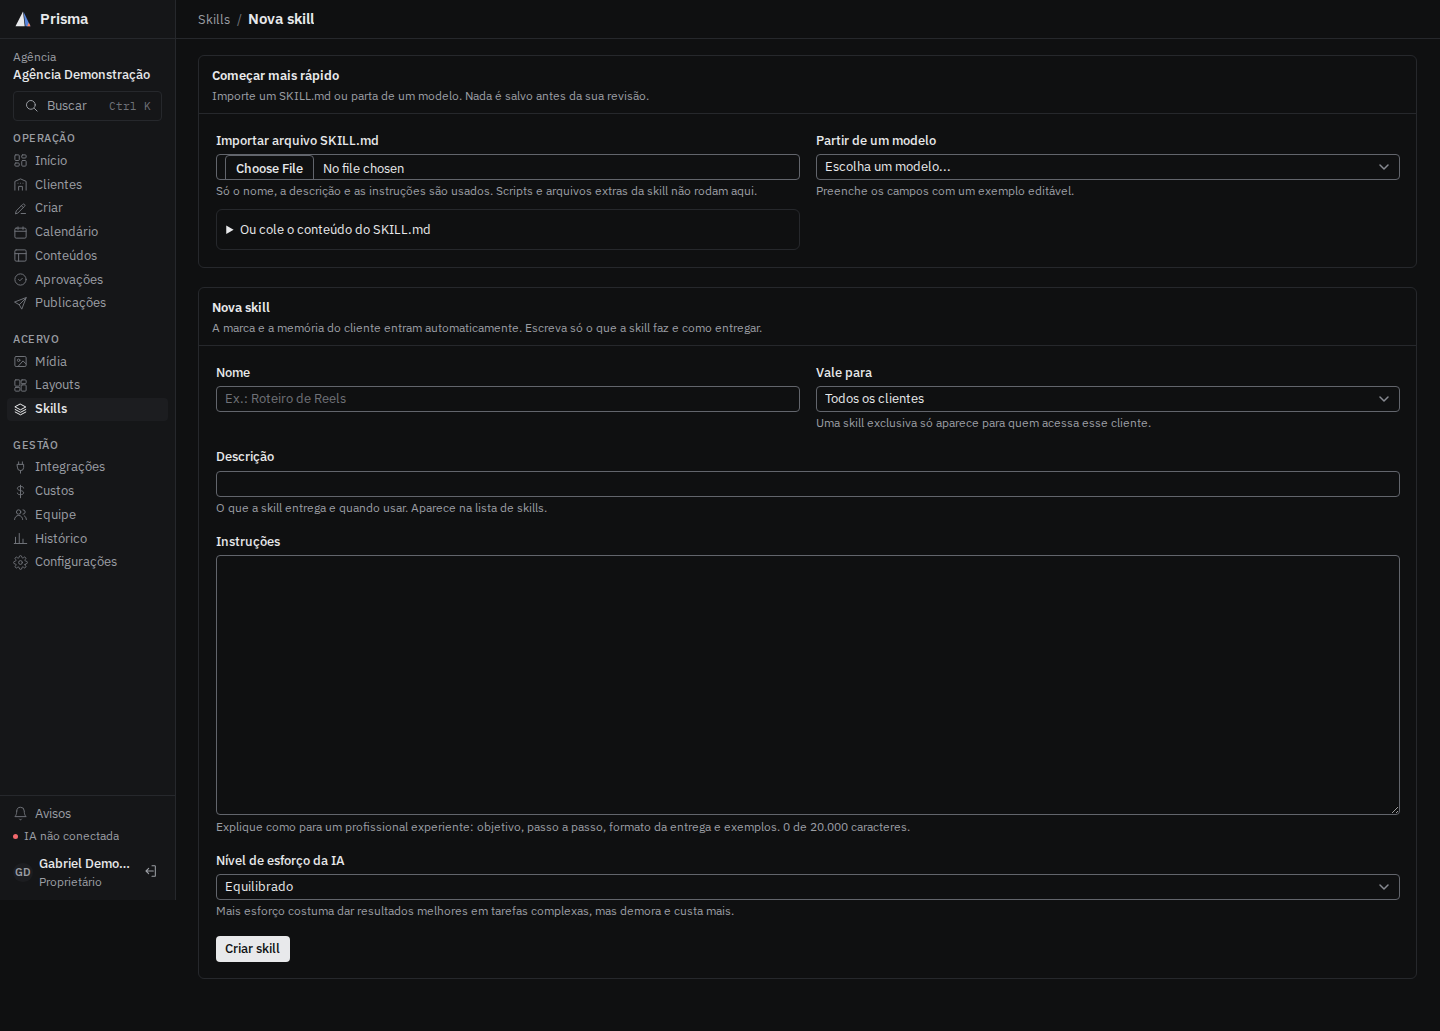 Prisma
Skills / Nova skill
Agência
Agência Demonstração
Buscar Ctrl K
OPERAÇÃO
Início
Clientes
Criar
Calendário
Conteúdos
Aprovações
Publicações
ACERVO
Mídia
Layouts
Skills
GESTÃO
Integrações
Custos
Equipe
Histórico
Configurações
Avisos
IA não conectada
GD
Gabriel Demo...
Proprietário
Começar mais rápido
Importe um SKILL.md ou parta de um modelo. Nada é salvo antes da sua revisão.
Importar arquivo SKILL.md
Choose File No file chosen
Só o nome, a descrição e as instruções são usados. Scripts e arquivos extras da skill não rodam aqui.
Ou cole o conteúdo do SKILL.md
Partir de um modelo
Escolha um modelo...
Preenche os campos com um exemplo editável.
Nova skill
A marca e a memória do cliente entram automaticamente. Escreva só o que a skill faz e como entregar.
Nome
Ex.: Roteiro de Reels
Vale para
Todos os clientes
Uma skill exclusiva só aparece para quem acessa esse cliente.
Descrição
O que a skill entrega e quando usar. Aparece na lista de skills.
Instruções
Explique como para um profissional experiente: objetivo, passo a passo, formato da entrega e exemplos. 0 de 20.000 caracteres.
Nível de esforço da IA
Equilibrado
Mais esforço costuma dar resultados melhores em tarefas complexas, mas demora e custa mais.
Criar skill